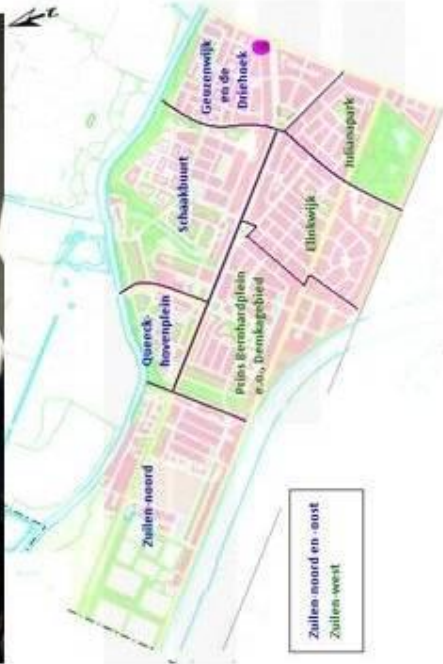 Geuzenwijk
en de
Driehoek
Julianapark
Schaakbuurt
Elinkwijk
Queeck-
hovenplein
Prins Bernhardplein
e.o., Demkagebied
Zuilen-noord
Zuilen-noord en -oost
Zuilen-west